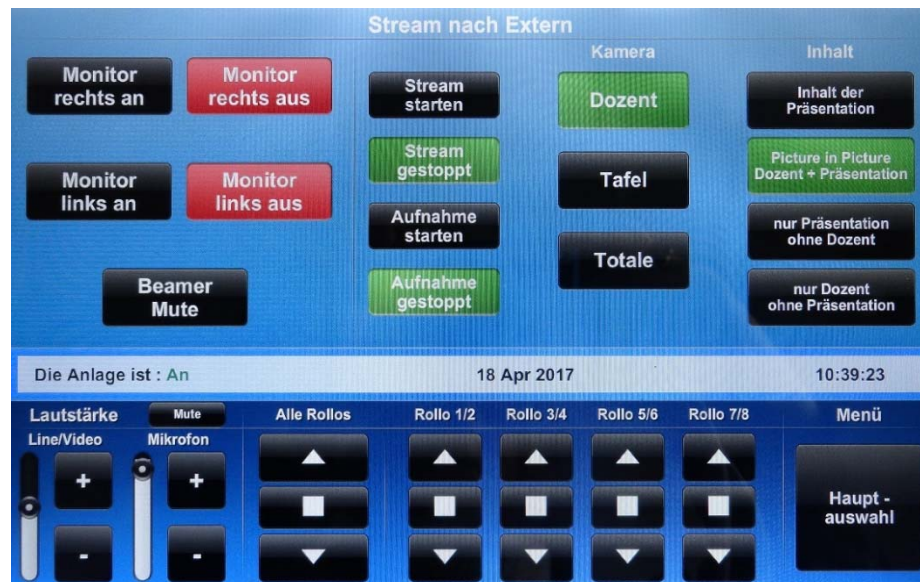 Stream nach Extern
Kamera
Inhalt
Monitor
rechts an
Monitor
rechts aus
Stream
starten
Dozent
Inhalt der
Präsentation
Stream
gestoppt
Picture in Picture
Dozent + Präsentation
Monitor
links an
Monitor
links aus
Tafel
Aufnahme
starten
nur Präsentation
ohne Dozent
Totale
Beamer
Mute
Aufnahme
gestoppt
nur Dozent
ohne Präsentation
Die Anlage ist : An
18 Apr 2017
10:39:23
Lautstärke
Mute
Alle Rollos
Rollo 1/2
Rollo 3/4
Rollo 5/6
Rollo 7/8
Menü
Line/Video
Mikrofon
+
+
-
-
Haupt -
auswahl